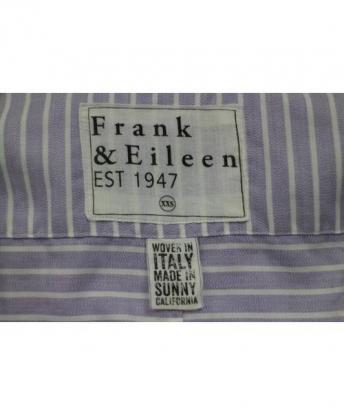 Frank
& Eileen
EST 1947
XXS
WOVEN IN
ITALY
MADE IN
SUNNY
CALIFORNIA